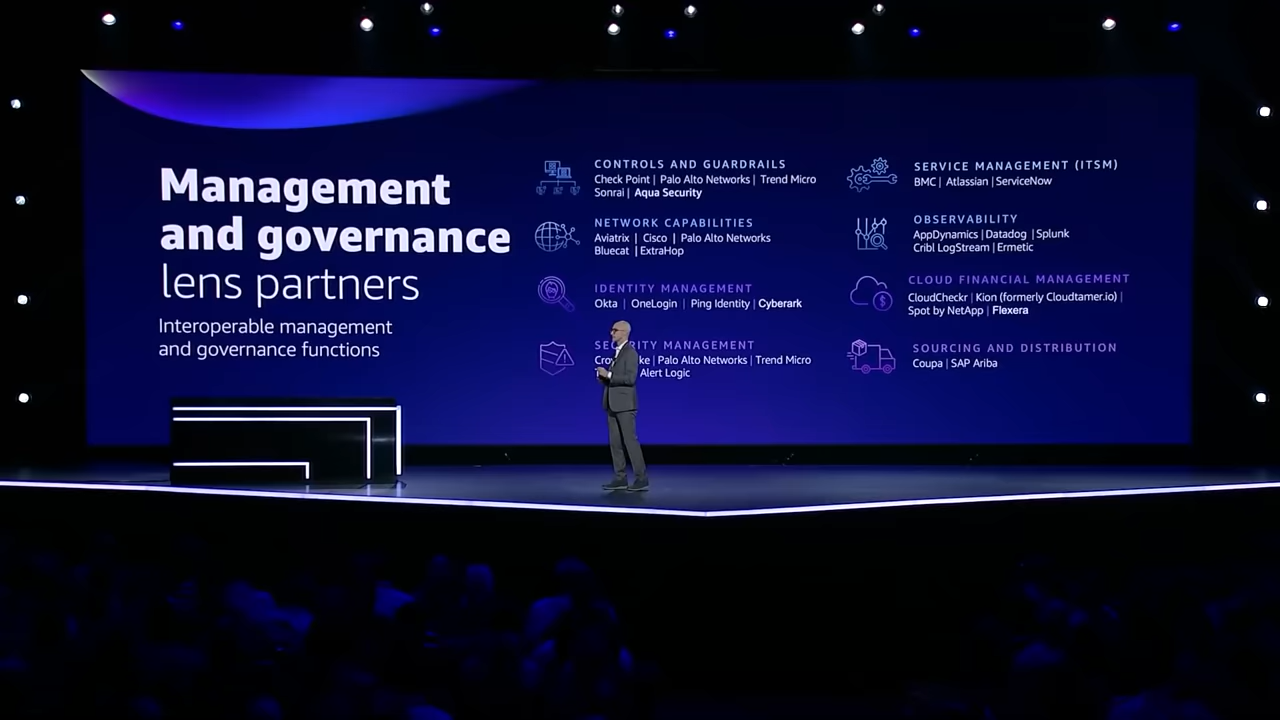 Management
and governance
lens partners
Interoperable management
and governance functions
CONTROLS AND GUARDRAILS
Check Point | Palo Alto Networks | Trend Micro
Sonrai | Aqua Security
NETWORK CAPABILITIES
Aviatrix | Cisco | Palo Alto Networks
Bluecat | ExtraHop
IDENTITY MANAGEMENT
Okta | OneLogin | Ping Identity | Cyberark
MANAGEMENT
| Palo Alto Networks | Trend Micro
Alert Logic
SERVICE MANAGEMENT (ITSM)
BMC | Atlassian | ServiceNow
OBSERVABILITY
AppDynamics | Datadog | Splunk
Cribl LogStream | Ermetic
CLOUD FINANCIAL MANAGEMENT
CloudCheckr | Kion (formerly Cloudtamer.io) |
Spot by NetApp | Flexera
SOURCING AND DISTRIBUTION
Coupa | SAP Ariba